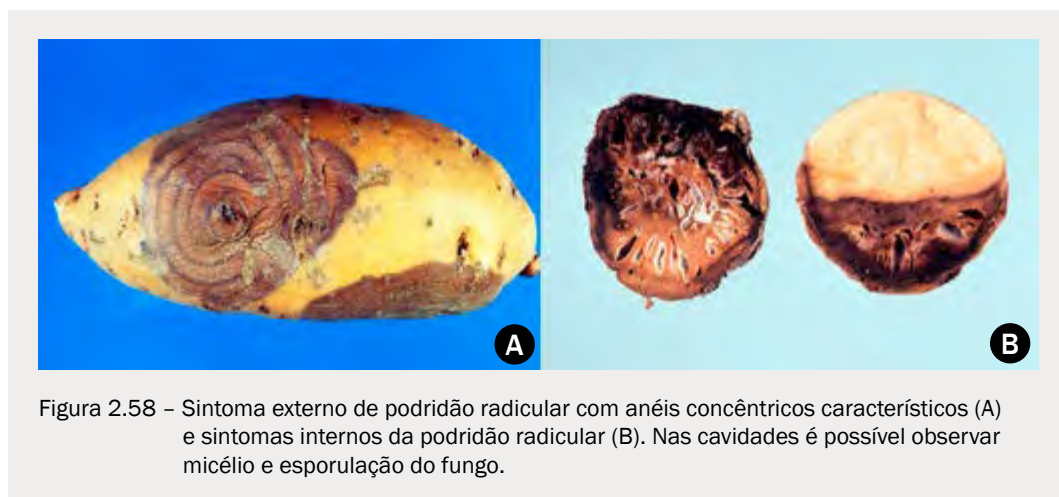 A
B
Figura 2.58 – Sintoma externo de podridão radicular com anéis concêntricos característicos (A)
e sintomas internos da podridão radicular (B). Nas cavidades é possível observar
micélio e esporulação do fungo.